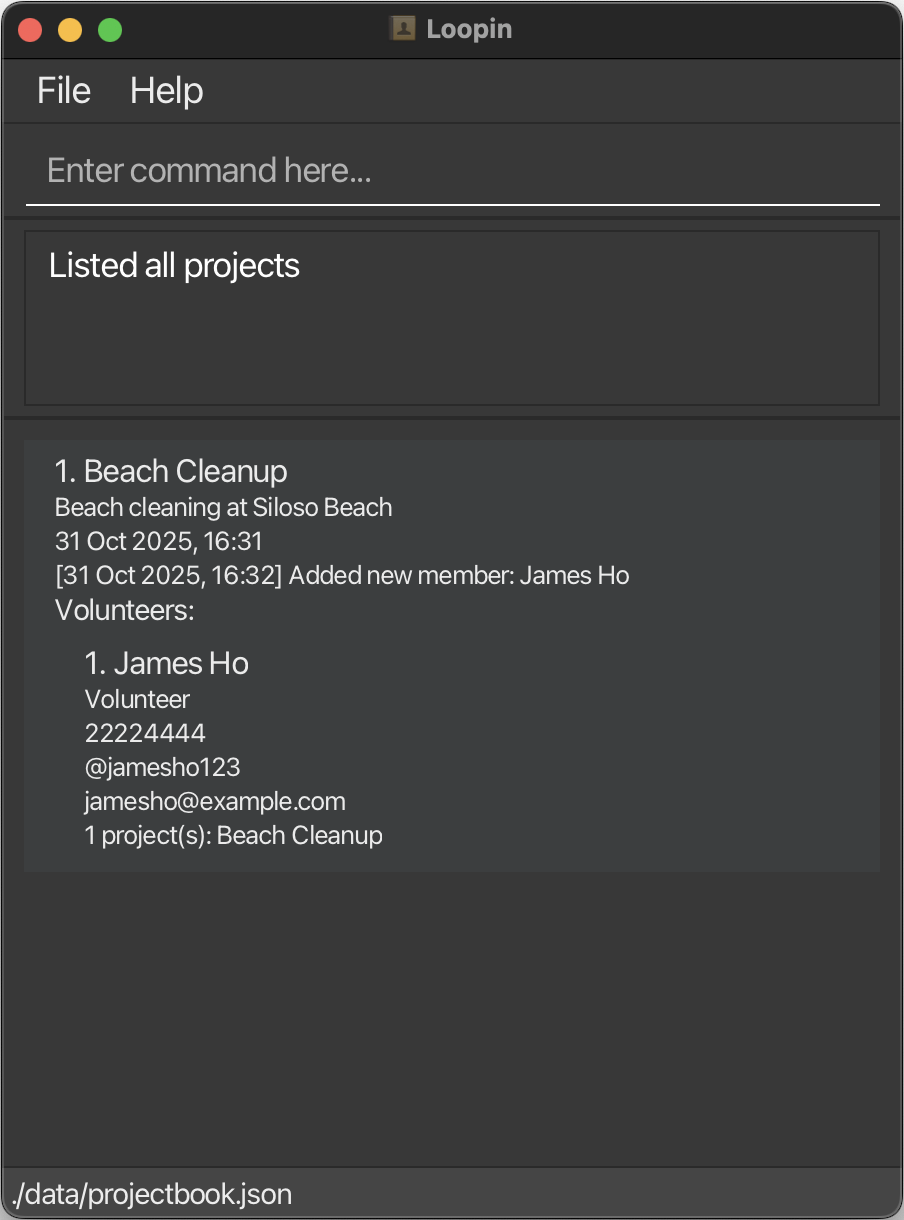 Loopin
File Help
Enter command here...
Listed all projects
1. Beach Cleanup
Beach cleaning at Siloso Beach
31 Oct 2025, 16:31
[31 Oct 2025, 16:32] Added new member: James Ho
Volunteers:
1. James Ho
Volunteer
22224444
@jamesho123
jamesho@example.com
1 project(s): Beach Cleanup
./data/projectbook.json